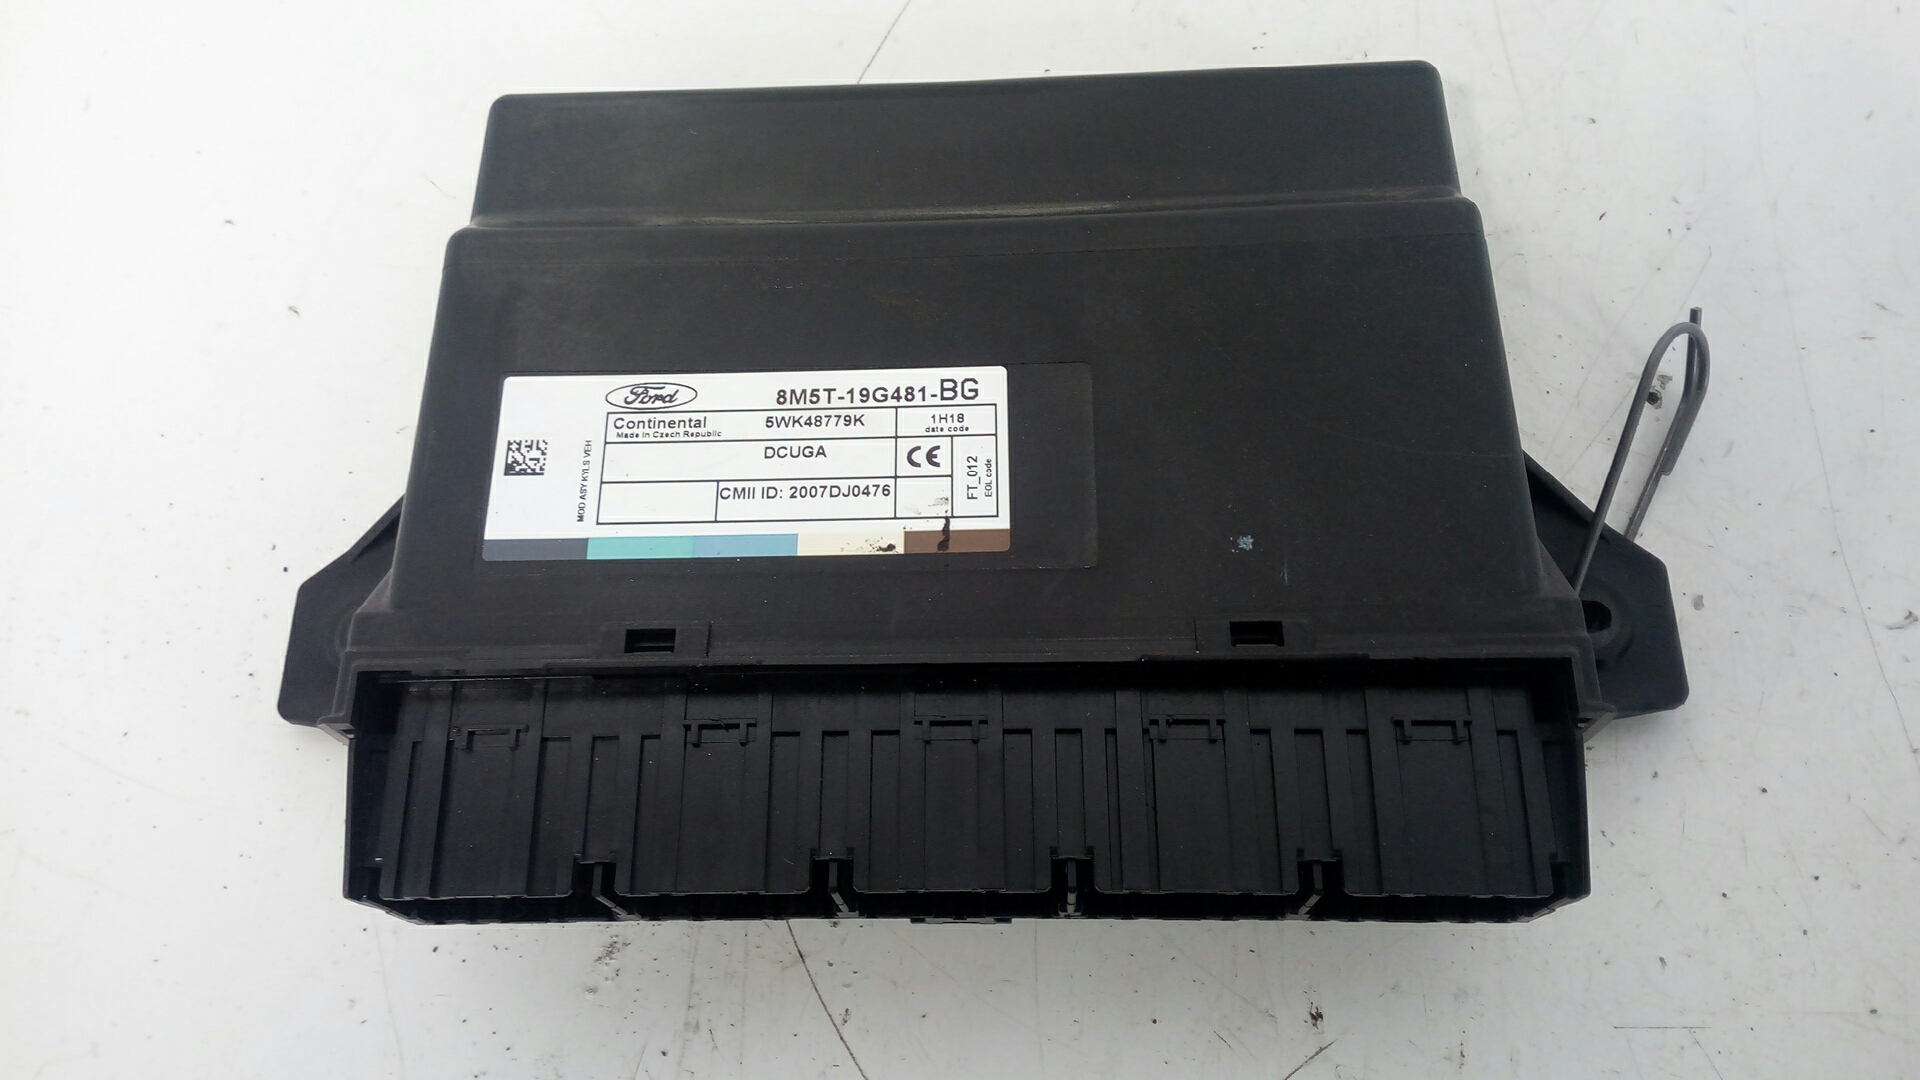 Ford
8M5T-19G481-BG
Continental 5WK48779K 1H18
Made in Czech Republic date code
MOD ASY KYLS VEH
DCUGA
CE
FT_012
EOL code
CMII ID: 2007DJ0476